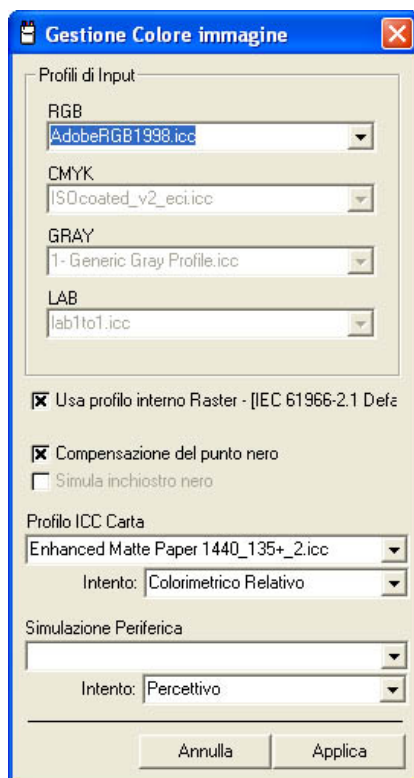 Gestione Colore immagine
Profili di Input
RGB
AdobeRGB1998.icc
CMYK
ISOcoated_v2_eci.icc
GRAY
1- Generic Gray Profile.icc
LAB
lab1to1.icc
Usa profilo interno Raster - [IEC 61966-2.1 Defa
Compensazione del punto nero
Simula inchiostro nero
Profilo ICC Carta
Enhanced Matte Paper 1440_135+_2.icc
Intento: Colorimetrico Relativo
Simulazione Periferica
Intento: Percettivo
Annulla Applica